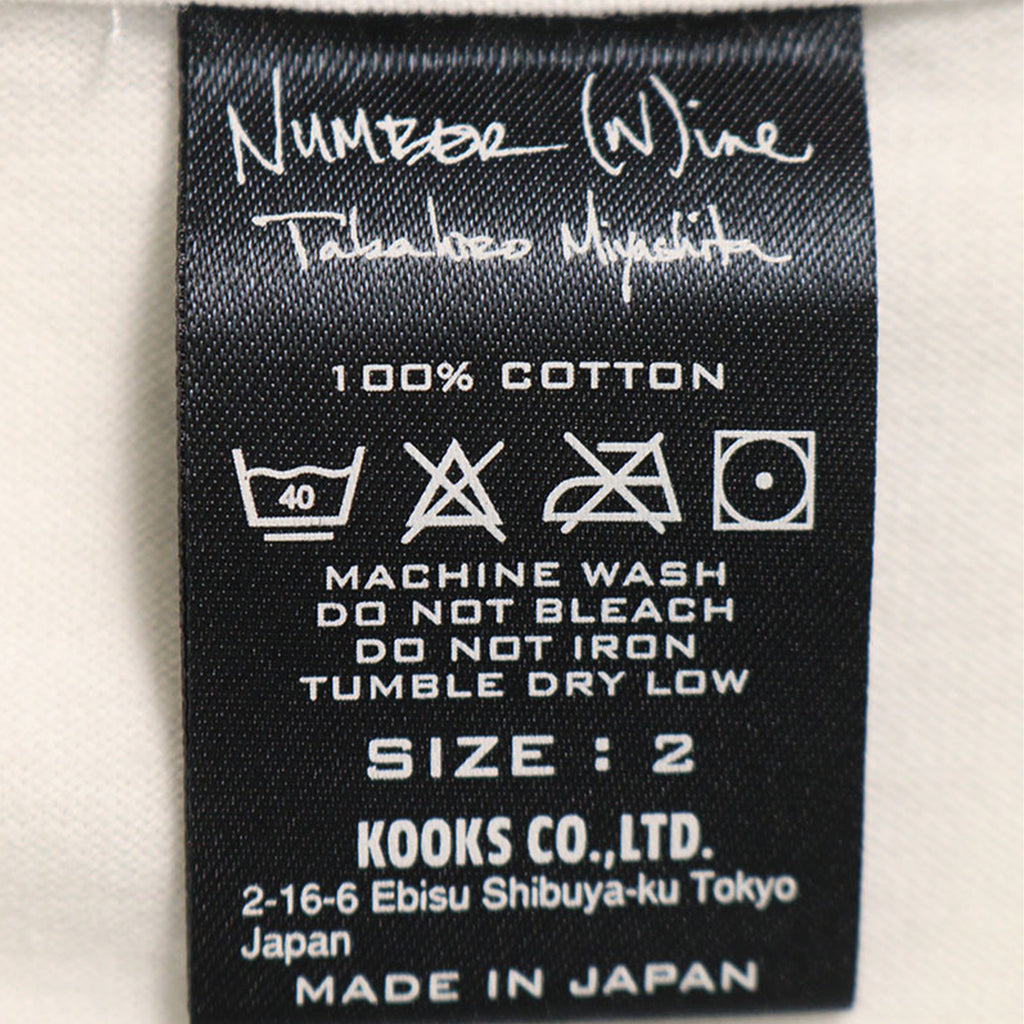 NUMBER (N)ine
Takahiro Miyashita
100% COTTON
40
MACHINE WASH
DO NOT BLEACH
DO NOT IRON
TUMBLE DRY LOW
SIZE : 2
KOOKS CO.,LTD.
2-16-6 Ebisu Shibuya-ku Tokyo
Japan
MADE IN JAPAN